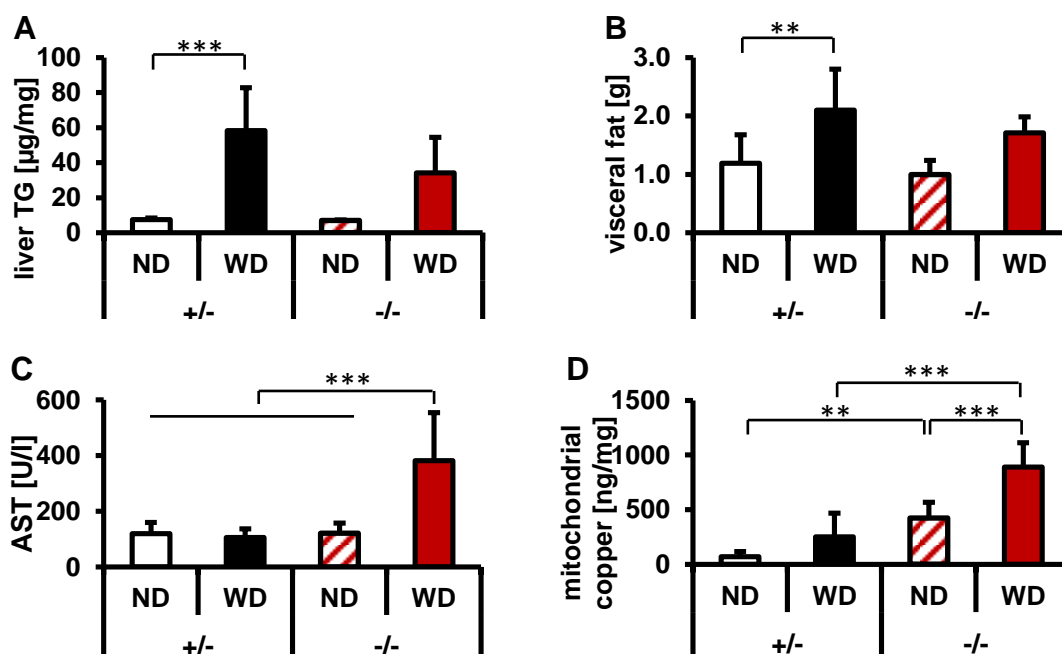 A
***
100
80
60
40
20
0
liver TG [µg/mg]
ND WD ND WD
+/- -/-
B
**
3.0
2.0
1.0
0.0
visceral fat [g]
ND WD ND WD
+/- -/-
C
***
600
400
200
0
AST [U/l]
ND WD ND WD
+/- -/-
D
***
** ***
1500
1000
500
0
mitochondrial
copper [ng/mg]
ND WD ND WD
+/- -/-